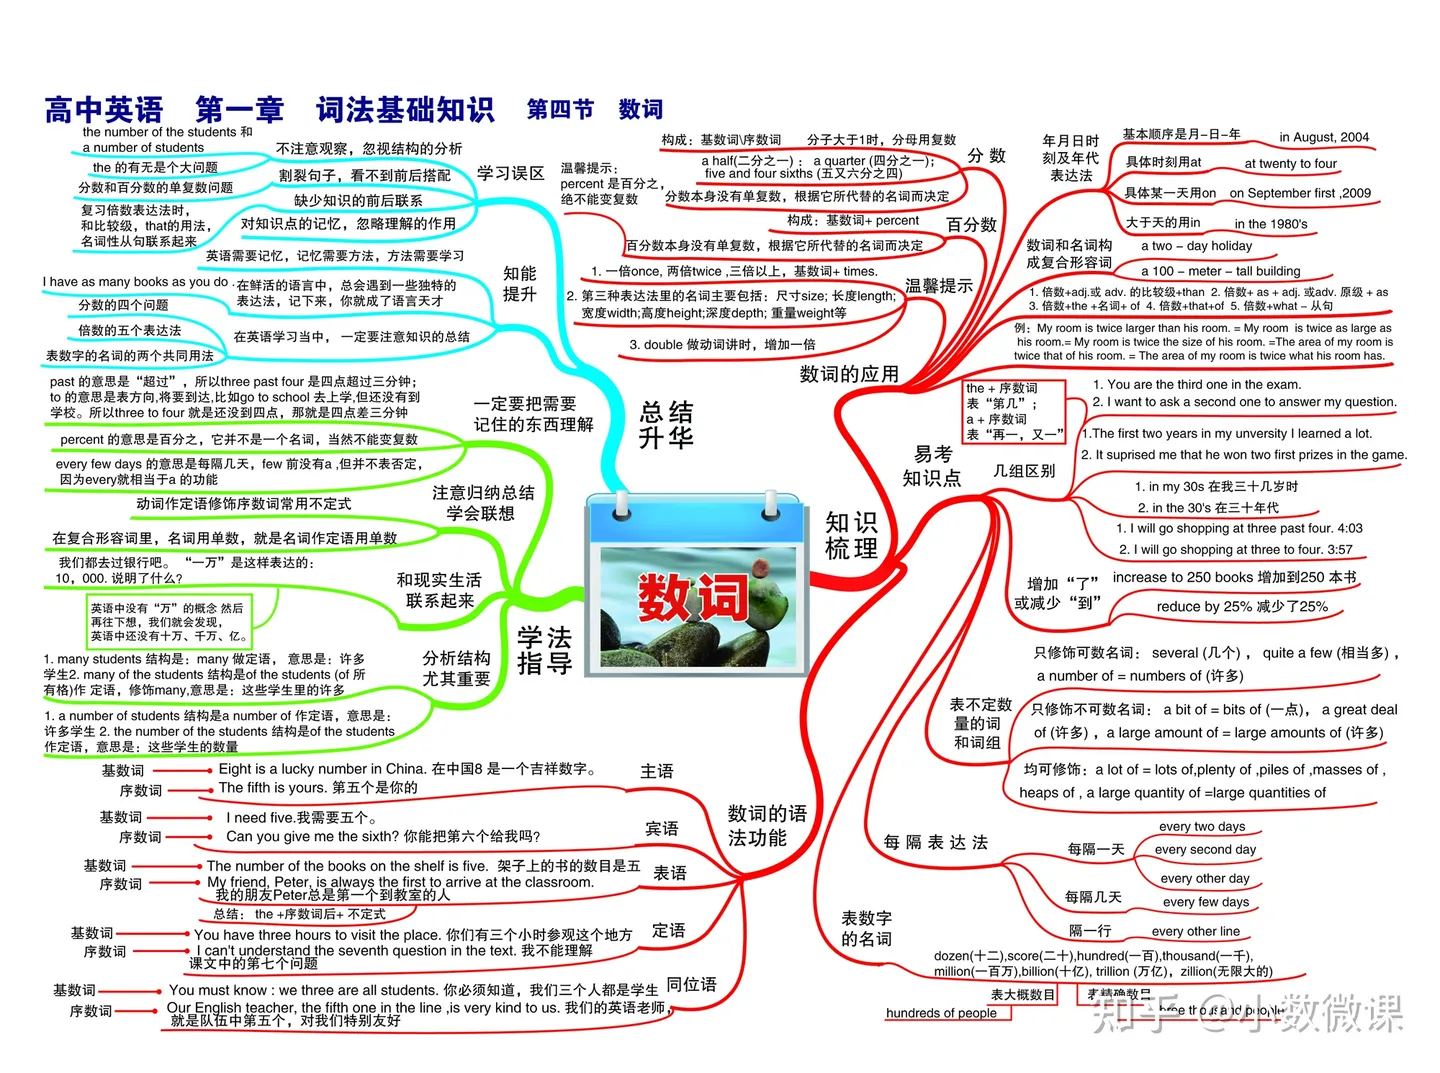 高中英语 第一章 词法基础知识 第四节 数词
the number of the students 和
a number of students
the 的有无是个大问题
分数和百分数的单复数问题
复习倍数表达法时，
和比较级，that的用法，
名词性从句联系起来
不注意观察，忽视结构的分析
割裂句子，看不到前后搭配
缺少知识的前后联系
对知识点的记忆，忽略理解的作用
学习误区
英语需要记忆，记忆需要方法，方法需要学习
I have as many books as you do .
在鲜活的语言中，总会遇到一些独特的
表达法，记下来，你就成了语言天才
分数的四个问题
倍数的五个表达法
表数字的名词的两个共同用法
在英语学习当中，一定要注意知识的总结
知能
提升
总结
升华
past 的意思是“超过”，所以three past four 是四点超过三分钟；
to 的意思是表方向,将要到达,比如go to school 去上学,但还没有到
学校。所以three to four 就是还没到四点，那就是四点差三分钟
percent 的意思是百分之，它并不是一个名词，当然不能变复数
every few days 的意思是每隔几天，few 前没有a ,但并不表否定，
因为every就相当于a 的功能
一定要把需要
记住的东西理解
动词作定语修饰序数词常用不定式
在复合形容词里，名词用单数，就是名词作定语用单数
注意归纳总结
学会联想
我们都去过银行吧。 “一万”是这样表达的：
10，000. 说明了什么?
英语中没有“万”的概念 然后
再往下想，我们就会发现，
英语中还没有十万、千万、亿。
和现实生活
联系起来
1. many students 结构是：many 做定语， 意思是：许多
学生2. many of the students 结构是of the students (of 所
有格)作 定语，修饰many,意思是：这些学生里的许多
1. a number of students 结构是a number of 作定语，意思是：
许多学生 2. the number of the students 结构是of the students
作定语，意思是：这些学生的数量
分析结构
尤其重要
学法
指导
数词
知识
梳理
构成：基数词\序数词 分子大于1时，分母用复数
a half(二分之一) ： a quarter (四分之一)；
five and four sixths (五又六分之四)
分数本身没有单复数，根据它所代替的名词而决定
分 数
温馨提示：
percent 是百分之，
绝不能变复数
构成：基数词+ percent
百分数本身没有单复数，根据它所代替的名词而决定
百分数
1. 一倍once, 两倍twice ,三倍以上，基数词+ times.
2. 第三种表达法里的名词主要包括：尺寸size; 长度length;
宽度width;高度height;深度depth; 重量weight等
3. double 做动词讲时，增加一倍
温馨提示
数词的应用
年月日时
刻及年代
表达法
基本顺序是月–日–年
in August, 2004
具体时刻用at
at twenty to four
具体某一天用on
on September first ,2009
大于天的用in
in the 1980's
数词和名词构
成复合形容词
a two – day holiday
a 100 – meter – tall building
1. 倍数+adj.或 adv. 的比较级+than 2. 倍数+ as + adj. 或adv. 原级 + as
3. 倍数+the +名词+ of 4. 倍数+that+of 5. 倍数+what – 从句
例：My room is twice larger than his room. = My room is twice as large as
his room.= My room is twice the size of his room. =The area of my room is
twice that of his room. = The area of my room is twice what his room has.
the + 序数词
表“第几”；
a + 序数词
表“再一，又一”
1. You are the third one in the exam.
2. I want to ask a second one to answer my question.
易考
知识点
几组区别
1.The first two years in my unversity I learned a lot.
2. It suprised me that he won two first prizes in the game.
1. in my 30s 在我三十几岁时
2. in the 30's 在三十年代
1. I will go shopping at three past four. 4:03
2. I will go shopping at three to four. 3:57
增加“了”
或减少“到”
increase to 250 books 增加到250 本书
reduce by 25% 减少了25%
表不定数
量的词
和词组
只修饰可数名词： several (几个) ， quite a few (相当多) ，
a number of = numbers of (许多)
只修饰不可数名词： a bit of = bits of (一点)， a great deal
of (许多) ，a large amount of = large amounts of (许多)
均可修饰：a lot of = lots of,plenty of ,piles of ,masses of ,
heaps of , a large quantity of =large quantities of
每隔表达法
每隔一天
every two days
every second day
every other day
每隔几天
every few days
隔一行
every other line
表数字
的名词
dozen(十二),score(二十),hundred(一百),thousand(一千),
million(一百万),billion(十亿), trillion (万亿)，zillion(无限大的)
表大概数目
表精确数目
hundreds of people
three thousand people
数词的语
法功能
主语
基数词
Eight is a lucky number in China. 在中国8 是一个吉祥数字。
序数词
The fifth is yours. 第五个是你的
宾语
基数词
I need five.我需要五个。
序数词
Can you give me the sixth? 你能把第六个给我吗?
表语
基数词
The number of the books on the shelf is five. 架子上的书的数目是五
序数词
My friend, Peter, is always the first to arrive at the classroom.
我的朋友Peter总是第一个到教室的人
总结： the +序数词后+ 不定式
定语
基数词
You have three hours to visit the place. 你们有三个小时参观这个地方
序数词
I can't understand the seventh question in the text. 我不能理解
课文中的第七个问题
同位语
基数词
You must know : we three are all students. 你必须知道，我们三个人都是学生
序数词
Our English teacher, the fifth one in the line ,is very kind to us. 我们的英语老师，
就是队伍中第五个，对我们特别友好
知乎 @小数微课